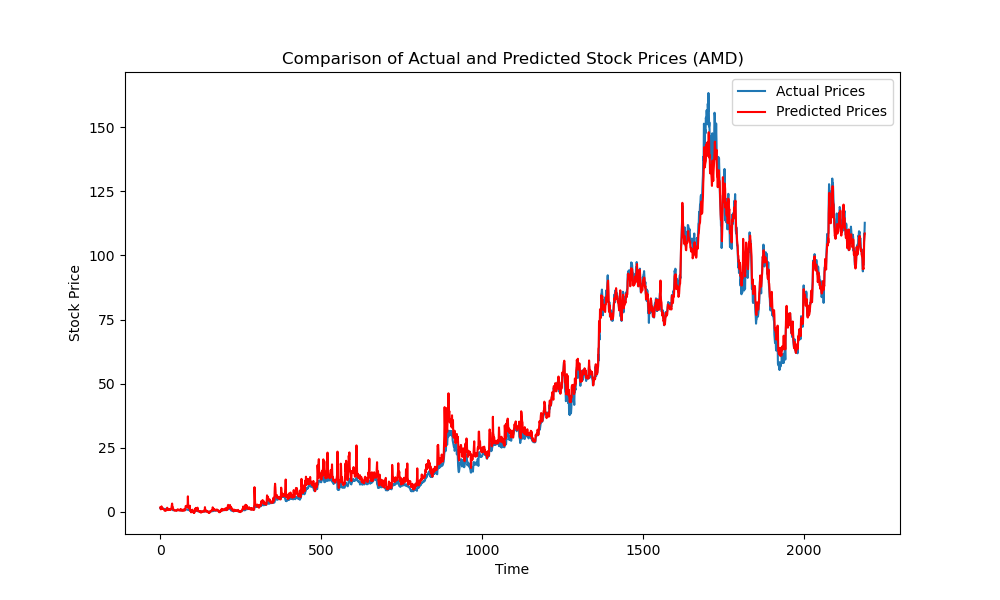 Comparison of Actual and Predicted Stock Prices (AMD)
Actual Prices
Predicted Prices
150
125
100
75
50
25
0
Stock Price
0 500 1000 1500 2000
Time